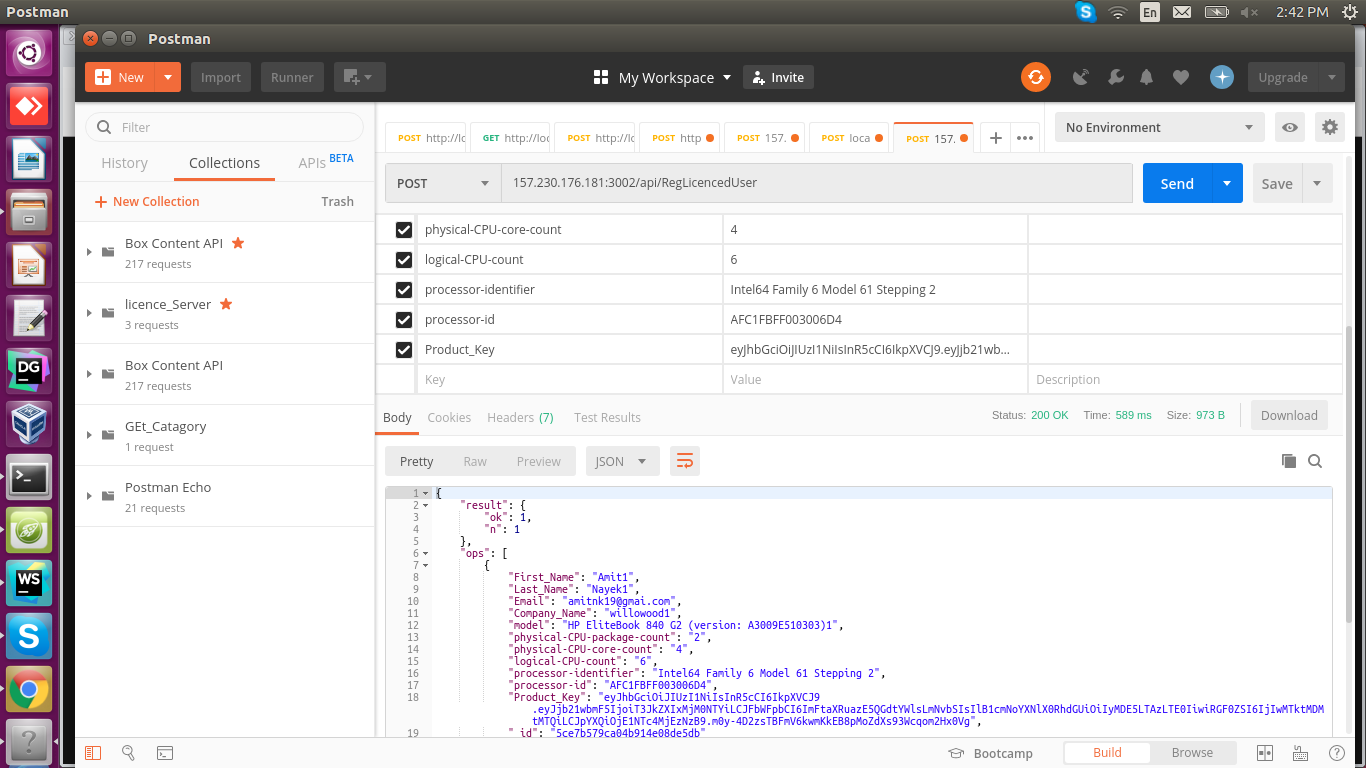 Postman
En
2:42 PM
Postman
New
Import
Runner
My Workspace
Invite
Upgrade
Filter
History
Collections
APIs BETA
+ New Collection
Trash
Box Content API
217 requests
licence_Server
3 requests
Box Content API
217 requests
GEt_Catagory
1 request
Postman Echo
21 requests
POST http://lo
GET http://loc
POST http://lo
POST http
POST 157.
POST loca
POST 157.
No Environment
POST
157.230.176.181:3002/api/RegLicencedUser
Send
Save
physical-CPU-core-count 4
logical-CPU-count 6
processor-identifier Intel64 Family 6 Model 61 Stepping 2
processor-id AFC1FBFF003006D4
Product_Key eyJhbGciOiJIUzI1NiIsInR5cCI6IkpXVCJ9.eyJjb21wb...
Key Value Description
Body Cookies Headers (7) Test Results
Status: 200 OK Time: 589 ms Size: 973 B
Download
Pretty Raw Preview JSON
1 {
2 "result": {
3 "ok": 1,
4 "n": 1
5 },
6 "ops": [
7 {
8 "First_Name": "Amit1",
9 "Last_Name": "Nayek1",
10 "Email": "amitnk19@gmai.com",
11 "Company_Name": "willowood1",
12 "model": "HP EliteBook 840 G2 (version: A3009E510303)1",
13 "physical-CPU-package-count": "2",
14 "physical-CPU-core-count": "4",
15 "logical-CPU-count": "6",
16 "processor-identifier": "Intel64 Family 6 Model 61 Stepping 2",
17 "processor-id": "AFC1FBFF003006D4",
18 "Product_Key": "eyJhbGciOiJIUzI1NiIsInR5cCI6IkpXVCJ9
19 "_id": "5ce7b579ca04b914e08de5db"
Bootcamp
Build
Browse
DG
WS